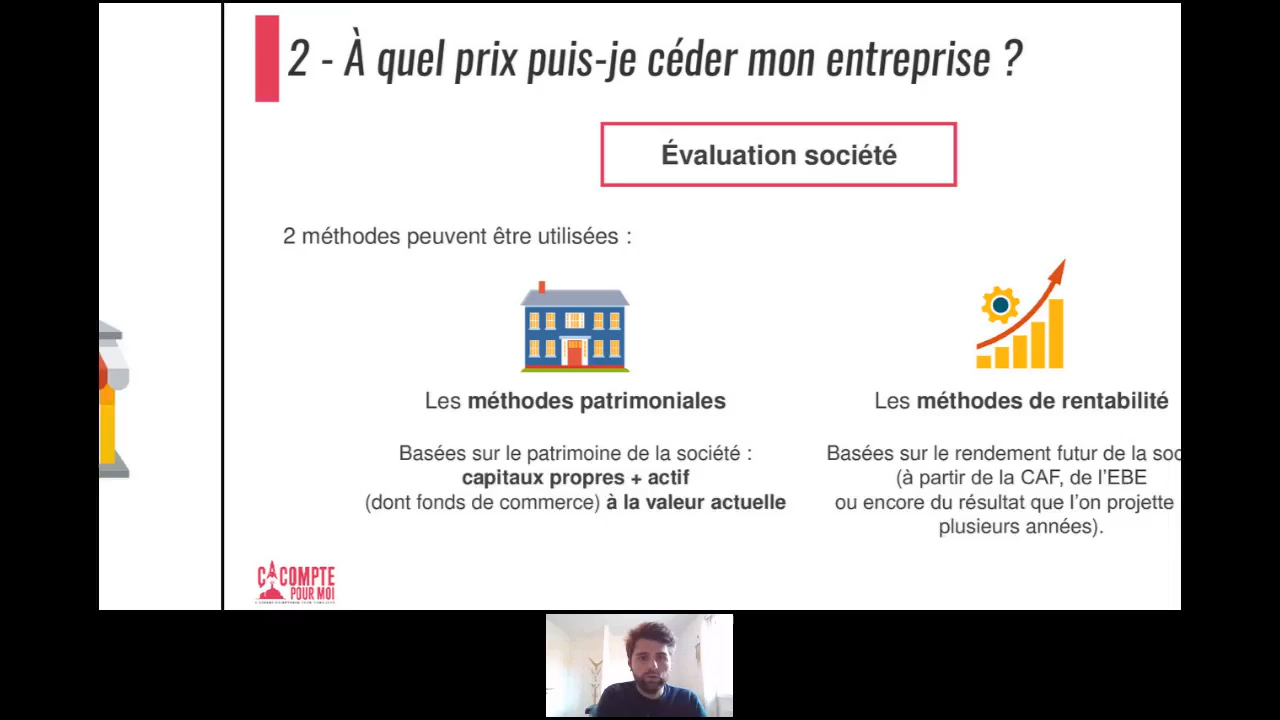 2 - À quel prix puis-je céder mon entreprise ?
Évaluation société
2 méthodes peuvent être utilisées :
Les méthodes patrimoniales
Basées sur le patrimoine de la société :
capitaux propres + actif
(dont fonds de commerce) à la valeur actuelle
Les méthodes de rentabilité
Basées sur le rendement futur de la soc
(à partir de la CAF, de l'EBE
ou encore du résultat que l'on projette
plusieurs années).
ÇA COMPTE
POUR MOI